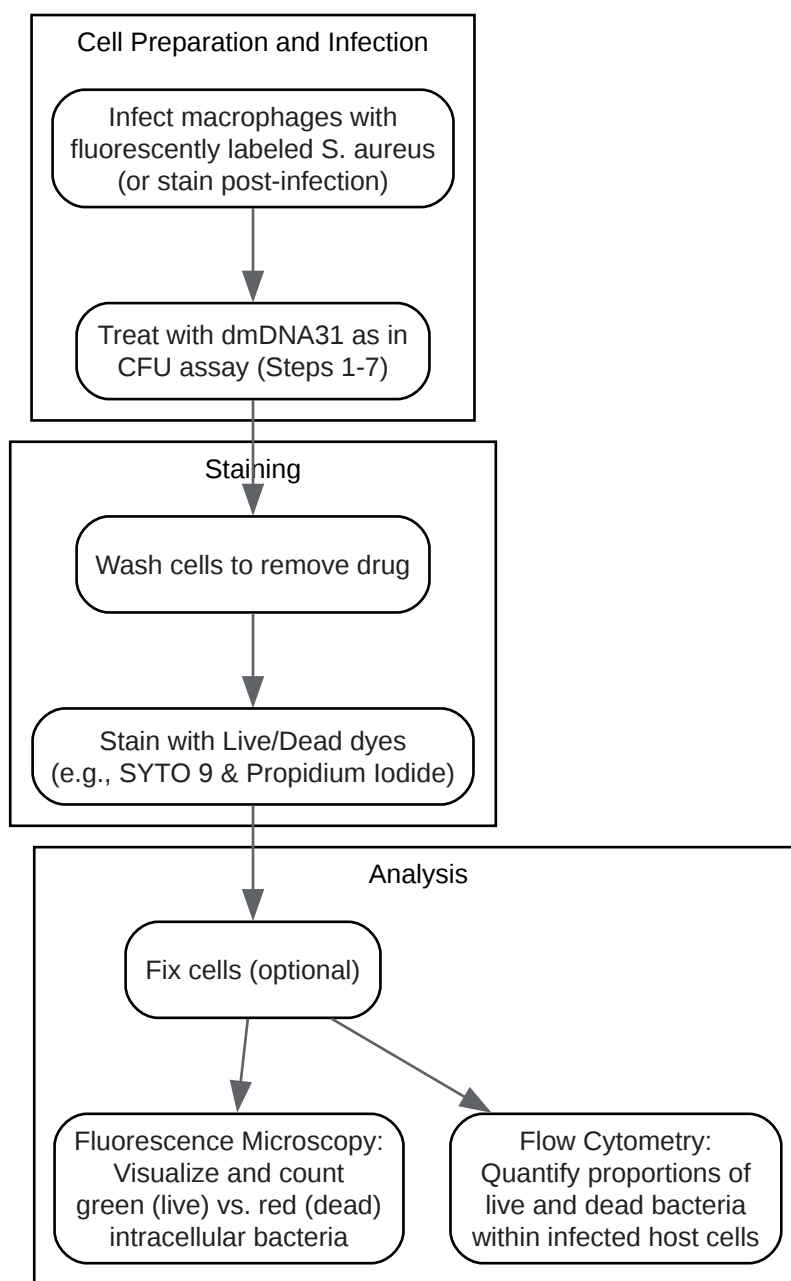 Cell Preparation and Infection
Infect macrophages with
fluorescently labeled S. aureus
(or stain post-infection)
Treat with dmDNA31 as in
CFU assay (Steps 1-7)
Staining
Wash cells to remove drug
Stain with Live/Dead dyes
(e.g., SYTO 9 & Propidium Iodide)
Analysis
Fix cells (optional)
Fluorescence Microscopy:
Visualize and count
green (live) vs. red (dead)
intracellular bacteria
Flow Cytometry:
Quantify proportions of
live and dead bacteria
within infected host cells